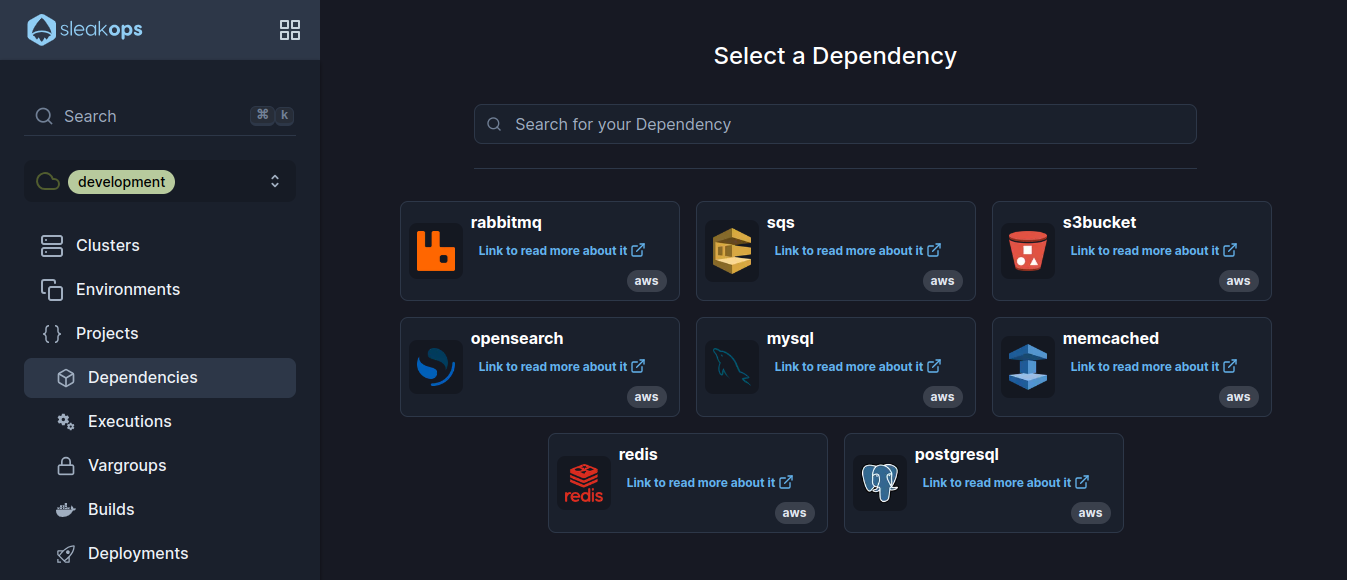 sleakops
Search ⌘ k
development
Clusters
Environments
Projects
Dependencies
Executions
Vargroups
Builds
Deployments
Select a Dependency
Search for your Dependency
rabbitmq
Link to read more about it
aws
sqs
Link to read more about it
aws
s3bucket
Link to read more about it
aws
opensearch
Link to read more about it
aws
mysql
Link to read more about it
aws
memcached
Link to read more about it
aws
redis
redis
Link to read more about it
aws
postgresql
Link to read more about it
aws